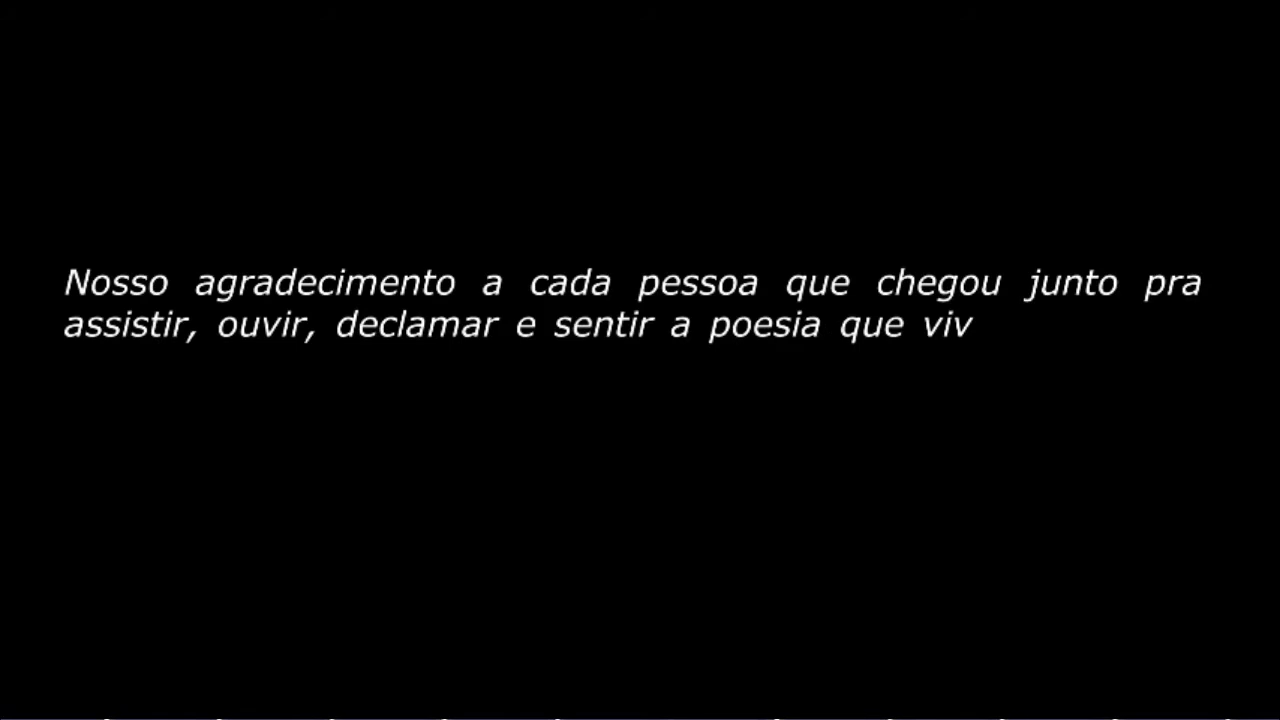 Nosso agradecimento a cada pessoa que chegou junto pra
assistir, ouvir, declamar e sentir a poesia que viv